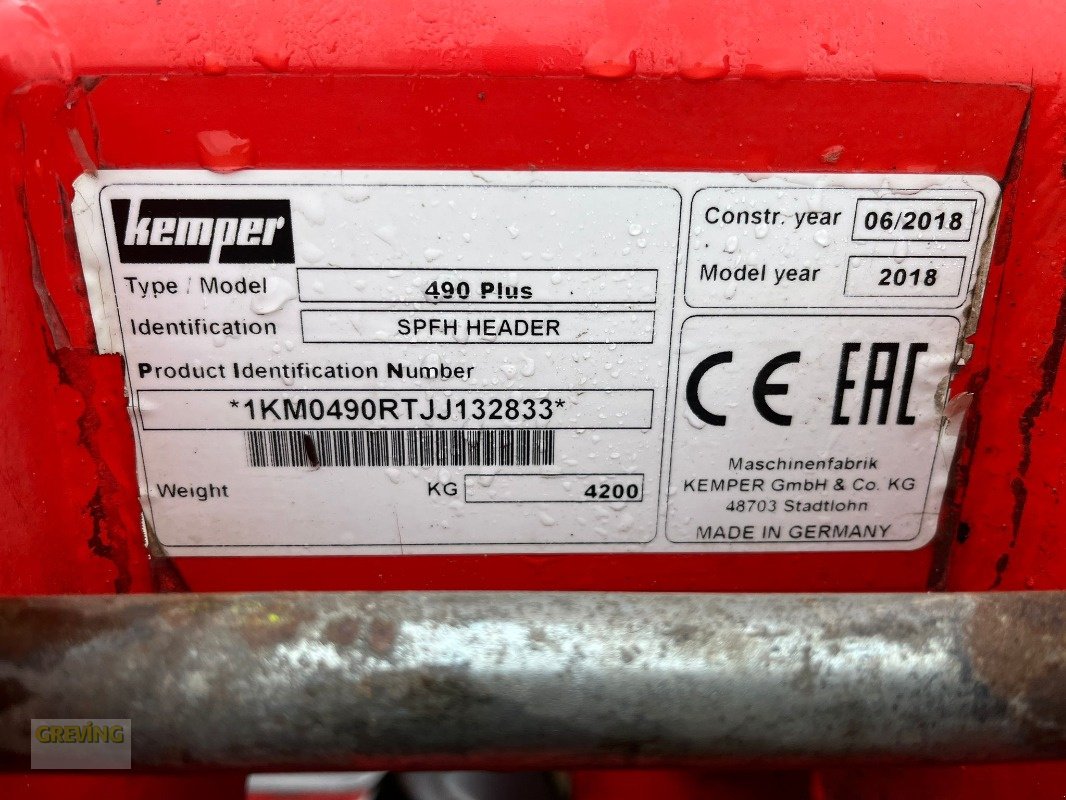 kemper
Type / Model 490 Plus
Identification SPFH HEADER
Product Identification Number
*1KM0490RTJJ132833*
Weight KG 4200
Constr. year 06/2018
Model year 2018
CE EAC
Maschinenfabrik
KEMPER GmbH & Co. KG
48703 Stadtlohn
MADE IN GERMANY
GREVING